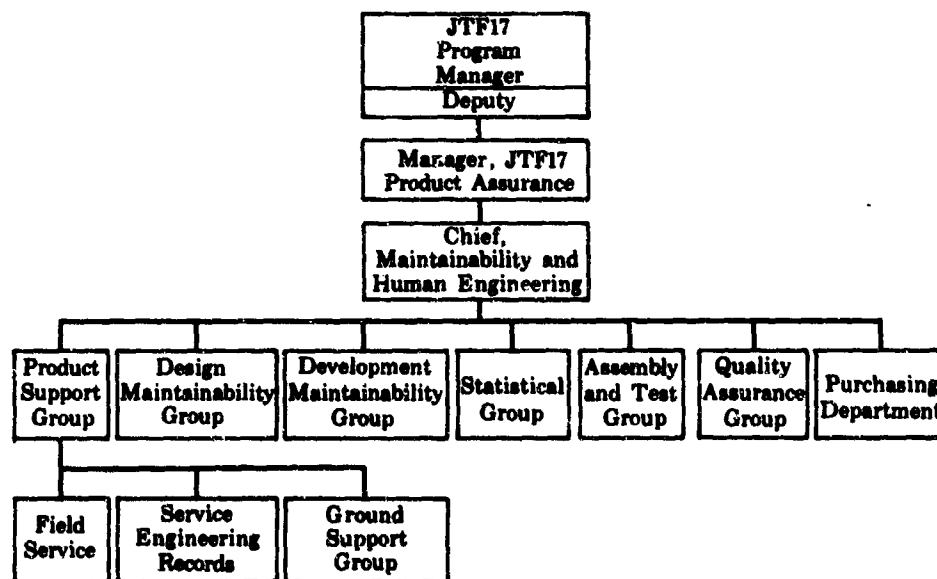 JTF17
Program
Manager
Deputy
Manager, JTF17
Product Assurance
Chief,
Maintainability and
Human Engineering
Product
Support
Group
Design
Maintainability
Group
Development
Maintainability
Group
Statistical
Group
Assembly
and Test
Group
Quality
Assurance
Group
Purchasing
Department
Field
Service
Service
Engineering
Records
Ground
Support
Group